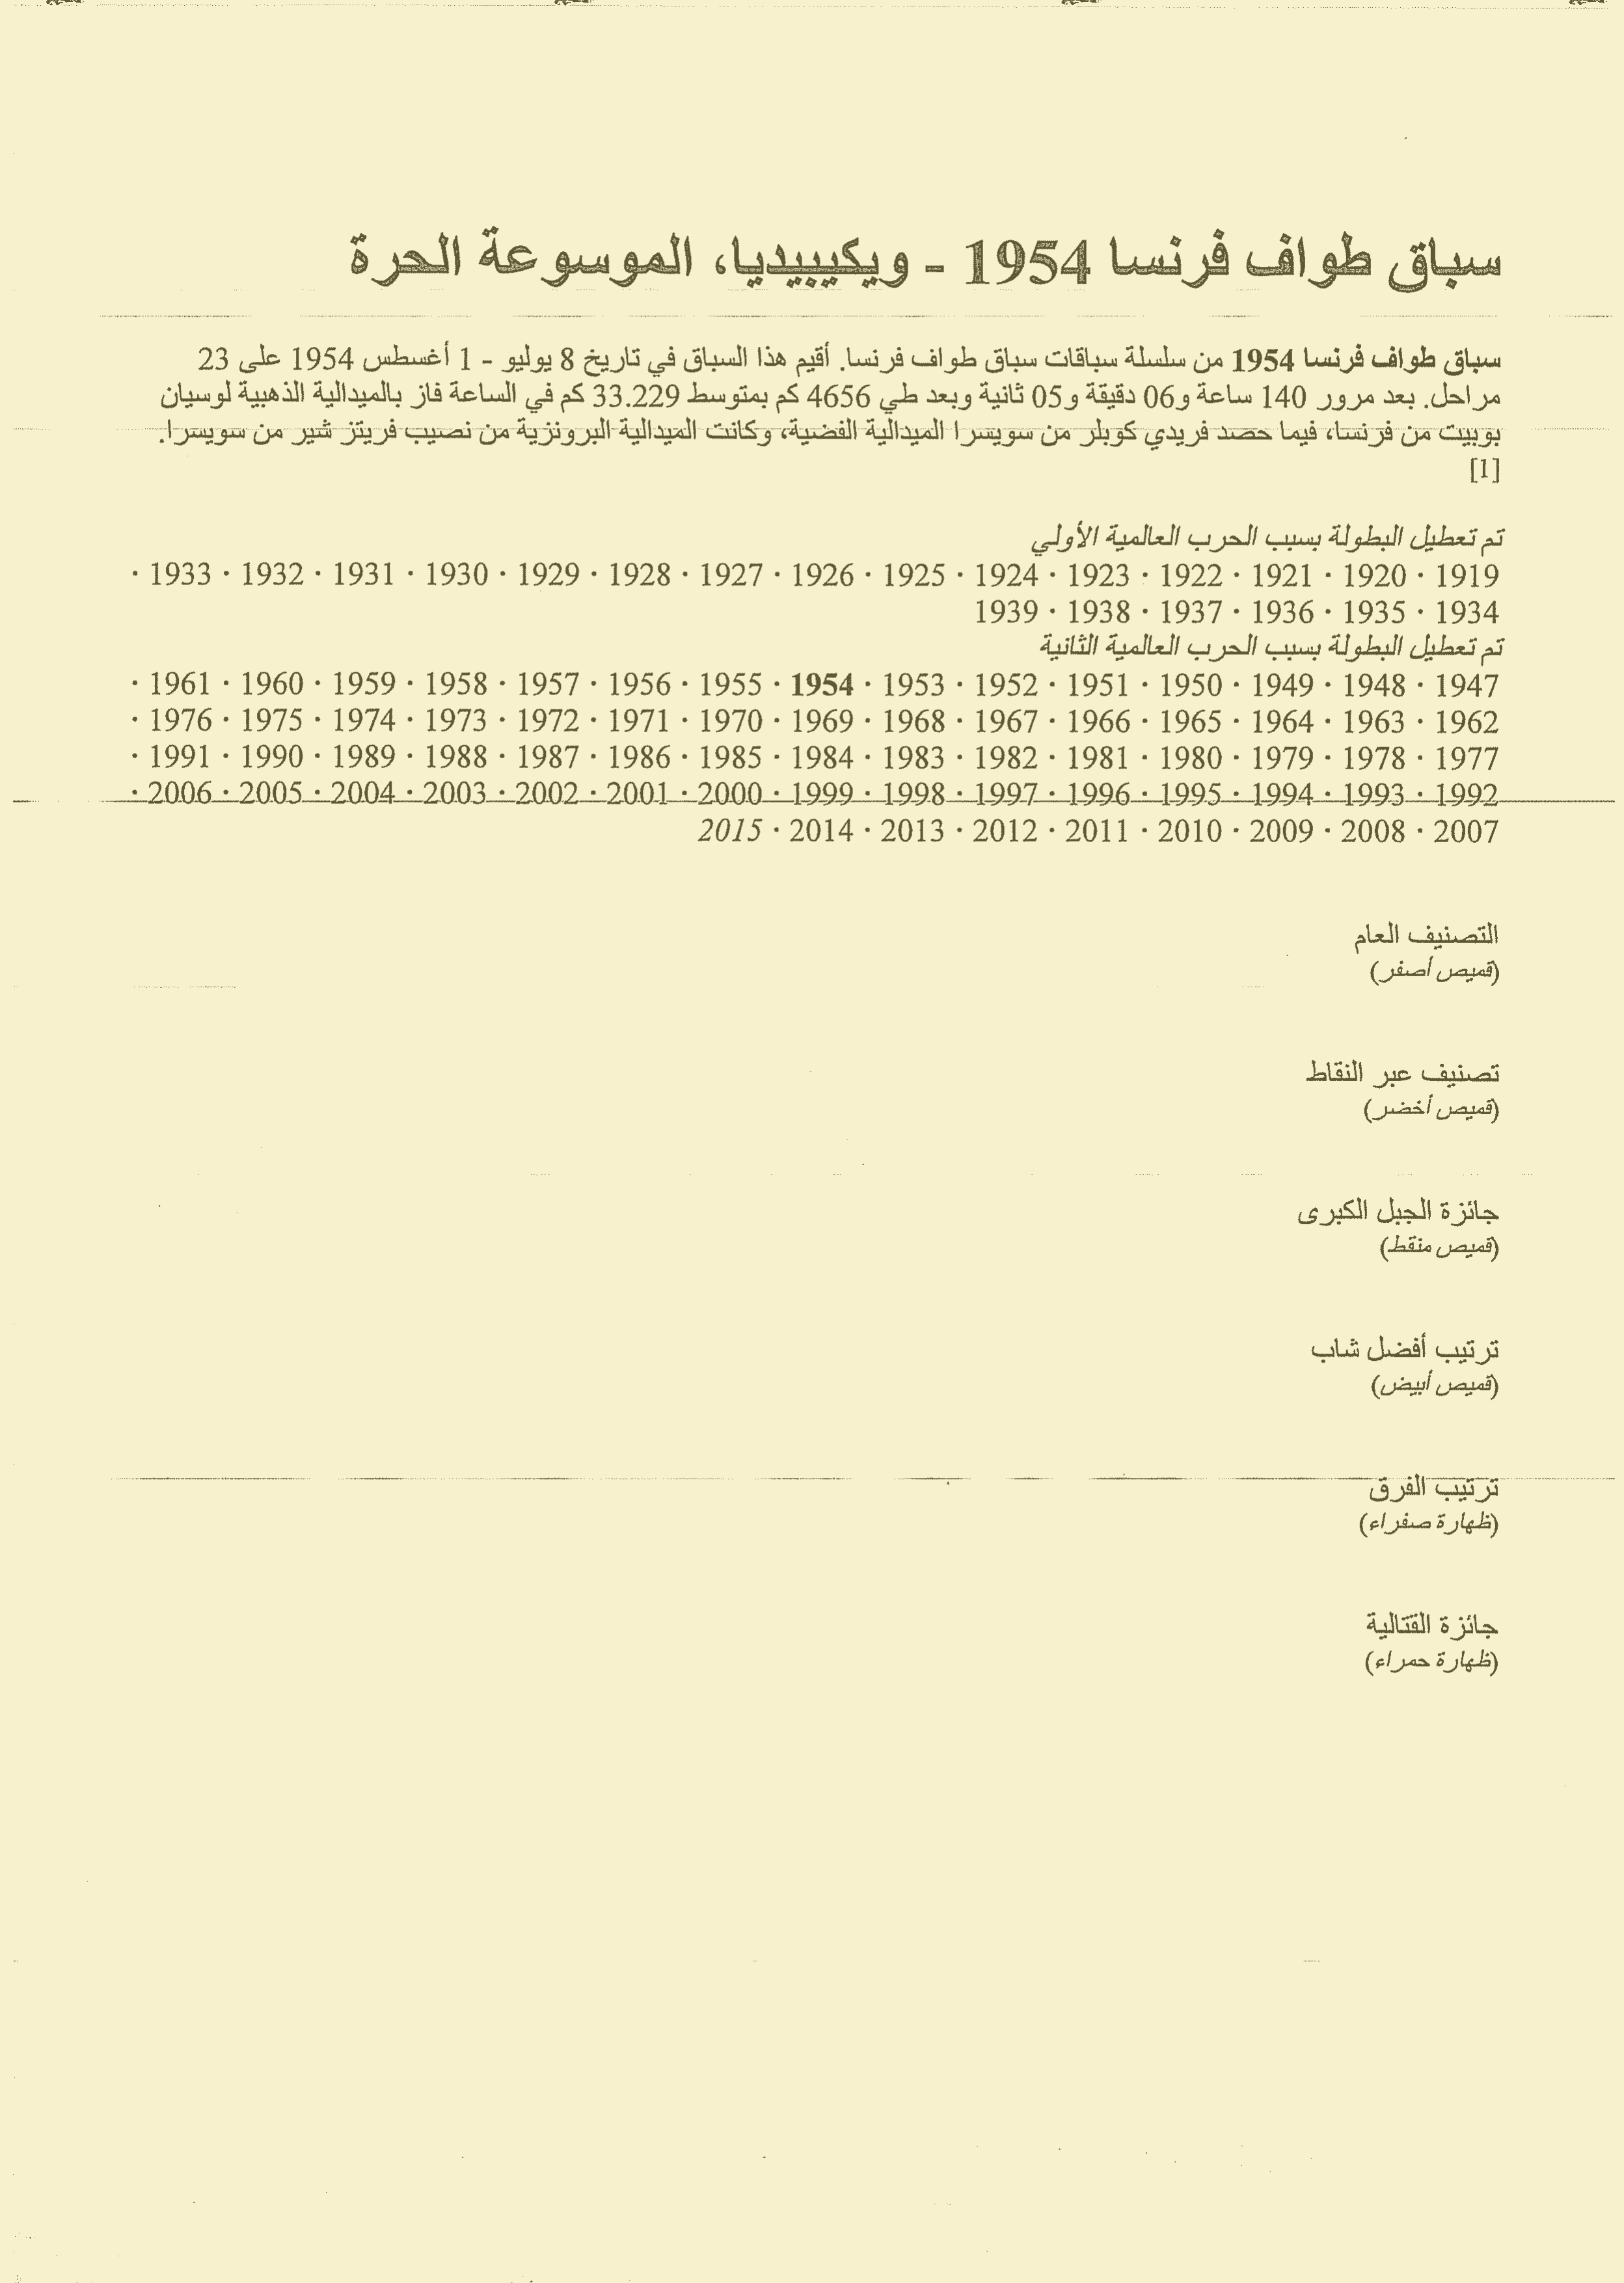 سباق طواف فرنسا 1954 - ويكيبيديا، الموسوعة الحرة
سباق طواف فرنسا 1954 من سلسلة سباقات سباق طواف فرنسا. أقيم هذا السباق في تاريخ 8 يوليو - 1 أغسطس 1954 على 23
مراحل. بعد مرور 140 ساعة و06 دقيقة و05 ثانية وبعد طي 4656 كم بمتوسط 33.229 كم في الساعة فاز بالميدالية الذهبية لوسيان
بوبيت من فرنسا، فيما حصد فريدي كوبلر من سويسرا الميدالية الفضية، وكانت الميدالية البرونزية من نصيب فريتز شير من سويسرا.
[1]
تم تعطيل البطولة بسبب الحرب العالمية الأولي
1919 · 1920 · 1921 · 1922 · 1923 · 1924 · 1925 · 1926 · 1927 · 1928 · 1929 · 1930 · 1931 · 1932 · 1933 ·
1934 · 1935 · 1936 · 1937 · 1938 · 1939
تم تعطيل البطولة بسبب الحرب العالمية الثانية
1947 · 1948 · 1949 · 1950 · 1951 · 1952 · 1953 · 1954 · 1955 · 1956 · 1957 · 1958 · 1959 · 1960 · 1961 ·
1962 · 1963 · 1964 · 1965 · 1966 · 1967 · 1968 · 1969 · 1970 · 1971 · 1972 · 1973 · 1974 · 1975 · 1976 ·
1977 · 1978 · 1979 · 1980 · 1981 · 1982 · 1983 · 1984 · 1985 · 1986 · 1987 · 1988 · 1989 · 1990 · 1991 ·
1992 · 1993 · 1994 · 1995 · 1996 · 1997 · 1998 · 1999 · 2000 · 2001 · 2002 · 2003 · 2004 · 2005 · 2006 ·
2007 · 2008 · 2009 · 2010 · 2011 · 2012 · 2013 · 2014 · 2015
التصنيف العام
(قميص أصفر)
تصنيف عبر النقاط
(قميص أخضر)
جائزة الجبل الكبرى
(قميص منقط)
ترتيب أفضل شاب
(قميص أبيض)
ترتيب الفرق
(ظهارة صفراء)
جائزة القتالية
(ظهارة حمراء)